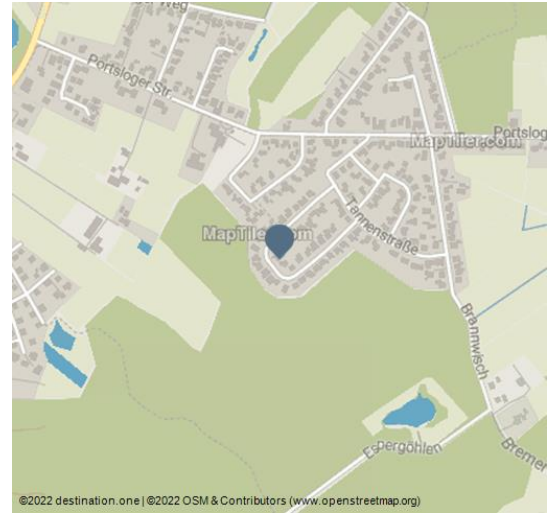 Weg
Portsloger Str.
MapTiler.com
Portslog
MapTiler.com
Tannenstraße
Brannwisch
Espergöhlen
Bremer
©2022 destination.one | ©2022 OSM & Contributors (www.openstreetmap.org)